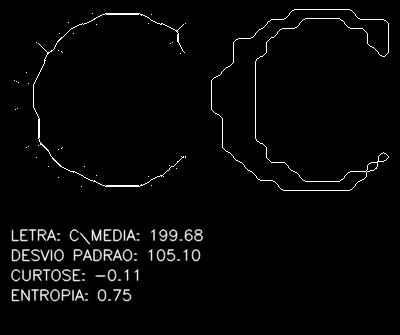 LETRA: C\MEDIA: 199.68
DESVIO PADRAO: 105.10
CURTOSE: -0.11
ENTROPIA: 0.75